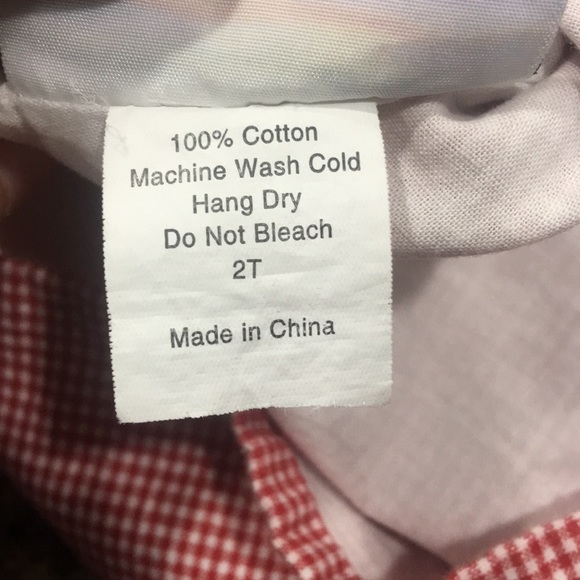 100% Cotton
Machine Wash Cold
Hang Dry
Do Not Bleach
2T
Made in China